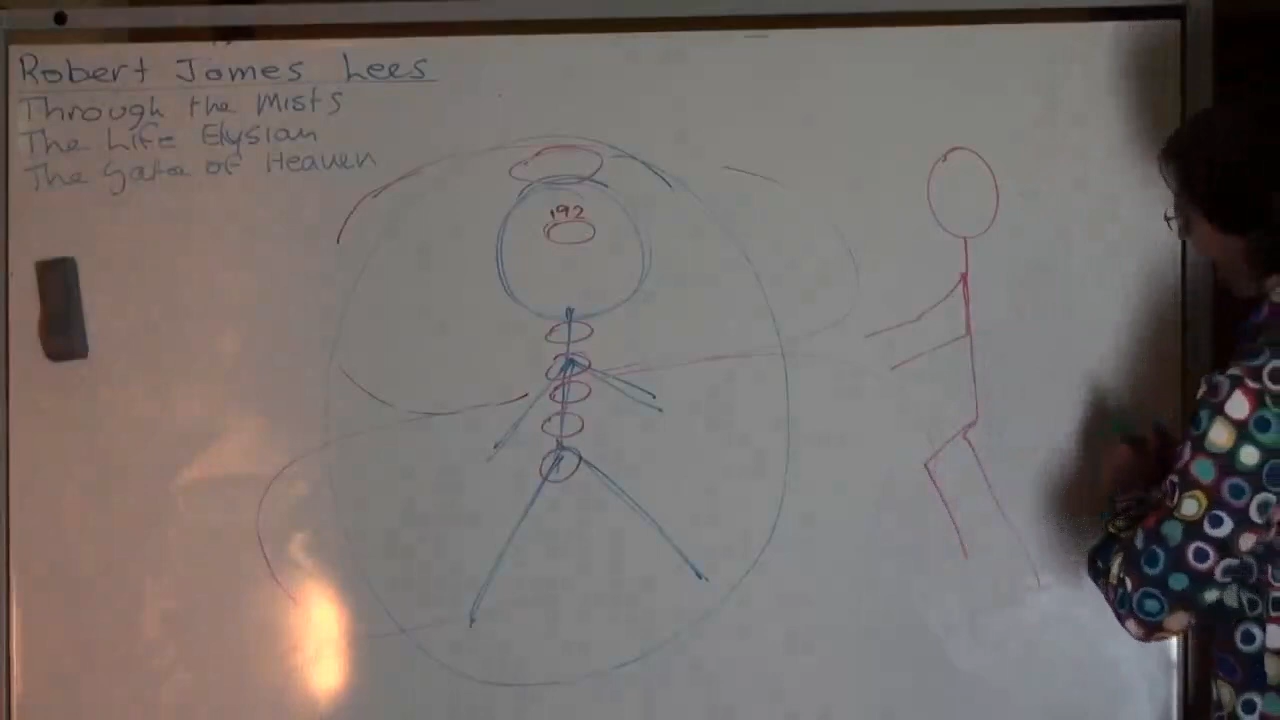 Robert James Lees
Through the Mists
The Life Elysian
The Gate of Heaven
192